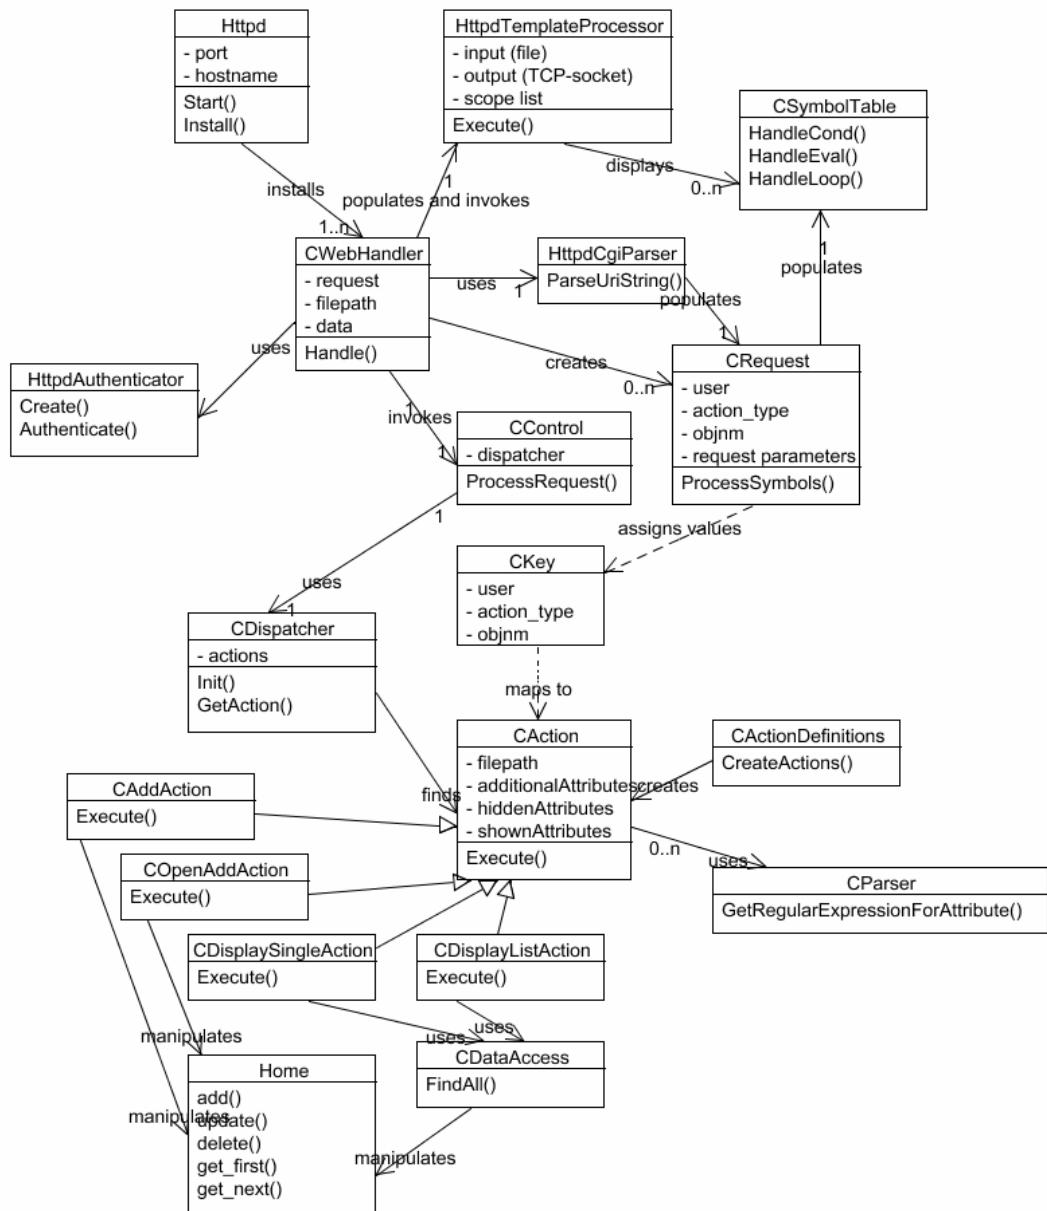 Httpd
- port
- hostname
Start()
Install()
HttpdTemplateProcessor
- input (file)
- output (TCP-socket)
- scope list
Execute()
CSymbolTable
HandleCond()
HandleEval()
HandleLoop()
installs
1..n
1
1
populates and invokes
displays
0..n
CWebHandler
- request
- filepath
- data
Handle()
uses
1
HttpdCgiParser
ParseUriString()
populates
1
1
populates
uses
creates
0..n
HttpdAuthenticator
Create()
Authenticate()
CRequest
- user
- action_type
- objnm
- request parameters
ProcessSymbols()
1
invokes
1
CControl
- dispatcher
ProcessRequest()
1
uses
1
assigns values
CKey
- user
- action_type
- objnm
CDispatcher
- actions
Init()
GetAction()
maps to
finds
CAction
- filepath
- additionalAttributes
- hiddenAttributes
- shownAttributes
Execute()
creates
CActionDefinitions
CreateActions()
0..n
uses
CParser
GetRegularExpressionForAttribute()
CAddAction
Execute()
COpenAddAction
Execute()
CDisplaySingleAction
Execute()
CDisplayListAction
Execute()
uses
uses
manipulates
manipulates
CDataAccess
FindAll()
manipulates
Home
add()
update()
delete()
get_first()
get_next()